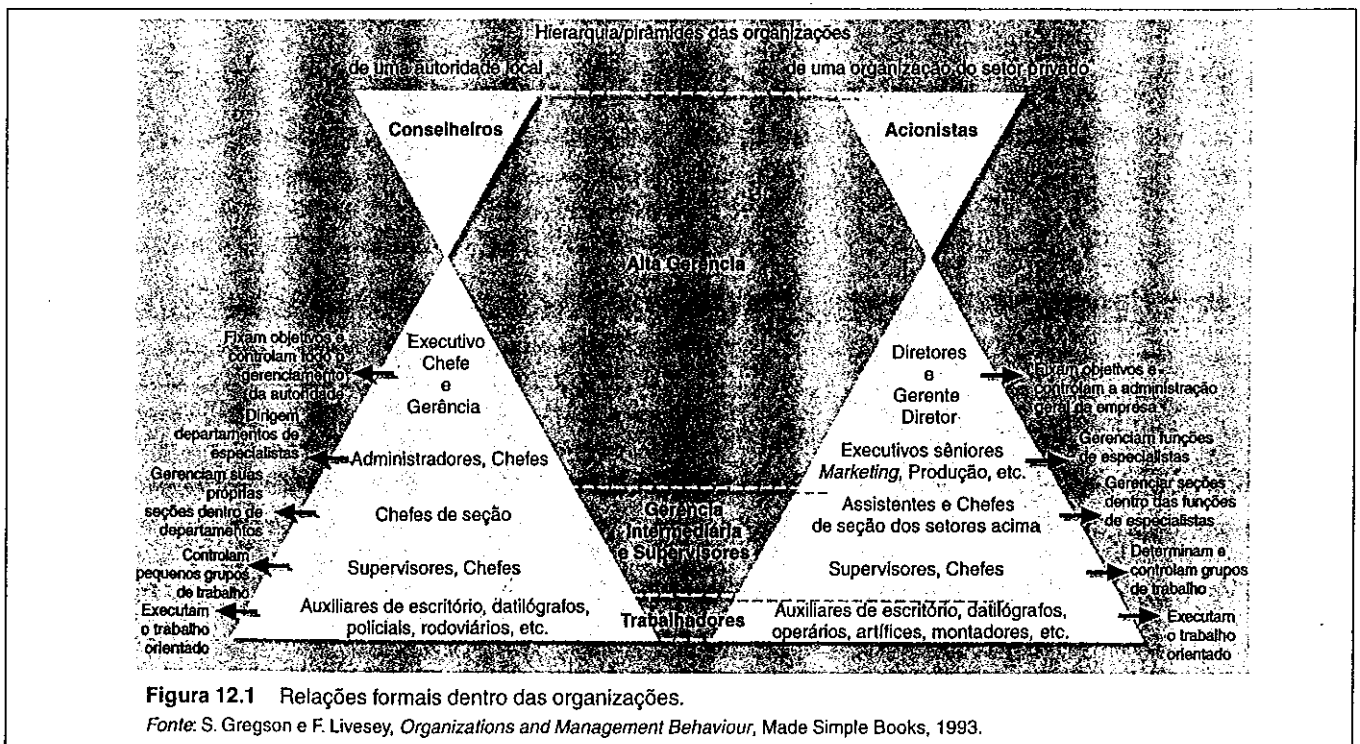 Hierarquia/pirâmides das organizações
de uma autoridade local
de uma organização do setor privado
Conselheiros
Acionistas
Alta Gerência
Fixam objetivos e
controlam todo o
gerenciamento
da autoridade
Executivo
Chefe
e
Gerência
Diretores
e
Gerente
Diretor
Fixam objetivos e
controlam a administração
geral da empresa
Dirigem
departamentos de
especialistas
Administradores, Chefes
Executivos sêniores
Marketing, Produção, etc.
Gerenciam funções
de especialistas
Gerenciam suas
próprias
seções dentro de
departamentos
Chefes de seção
Gerência
Intermediária
e Supervisores
Assistentes e Chefes
de seção dos setores acima
Gerenciar seções
dentro das funções
de especialistas
Controlam
pequenos grupos
de trabalho
Supervisores, Chefes
Supervisores, Chefes
Determinam e
controlam grupos
de trabalho
Executam
o trabalho
orientado
Auxiliares de escritório, datilógrafos,
policiais, rodoviários, etc.
Trabalhadores
Auxiliares de escritório, datilógrafos,
operários, artífices, montadores, etc.
Executam
o trabalho
orientado
Figura 12.1 Relações formais dentro das organizações.
Fonte: S. Gregson e F. Livesey, Organizations and Management Behaviour, Made Simple Books, 1993.